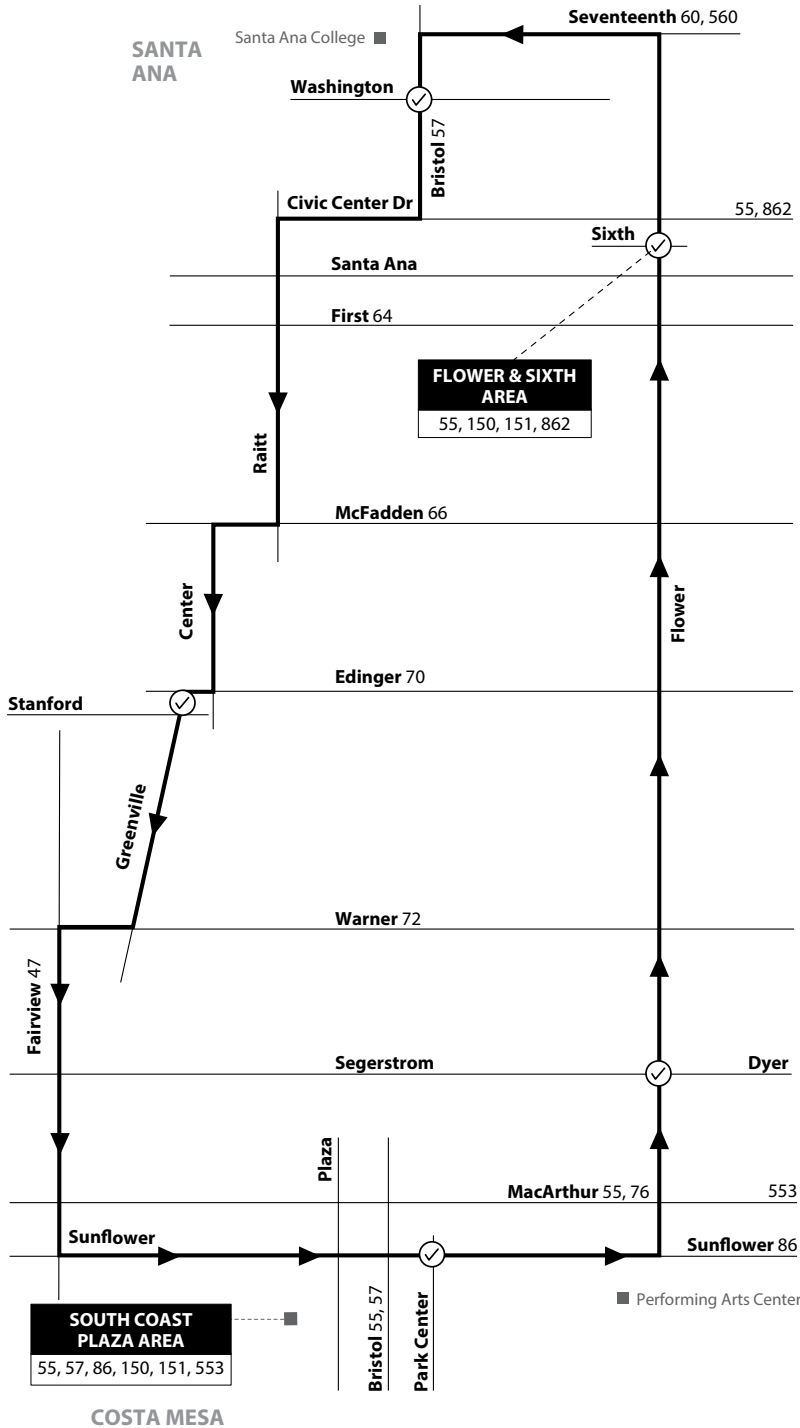 Seventeenth 60, 560
Santa Ana College
SANTA
ANA
Washington
Bristol 57
Civic Center Dr
55, 862
Sixth
Santa Ana
First 64
FLOWER & SIXTH
AREA
55, 150, 151, 862
Raitt
McFadden 66
Center
Flower
Edinger 70
Stanford
Greenville
Warner 72
Fairview 47
Segerstrom
Dyer
Plaza
MacArthur 55, 76
553
Sunflower
Sunflower 86
Bristol 55, 57
Park Center
Performing Arts Center
SOUTH COAST
PLAZA AREA
55, 57, 86, 150, 151, 553
COSTA MESA